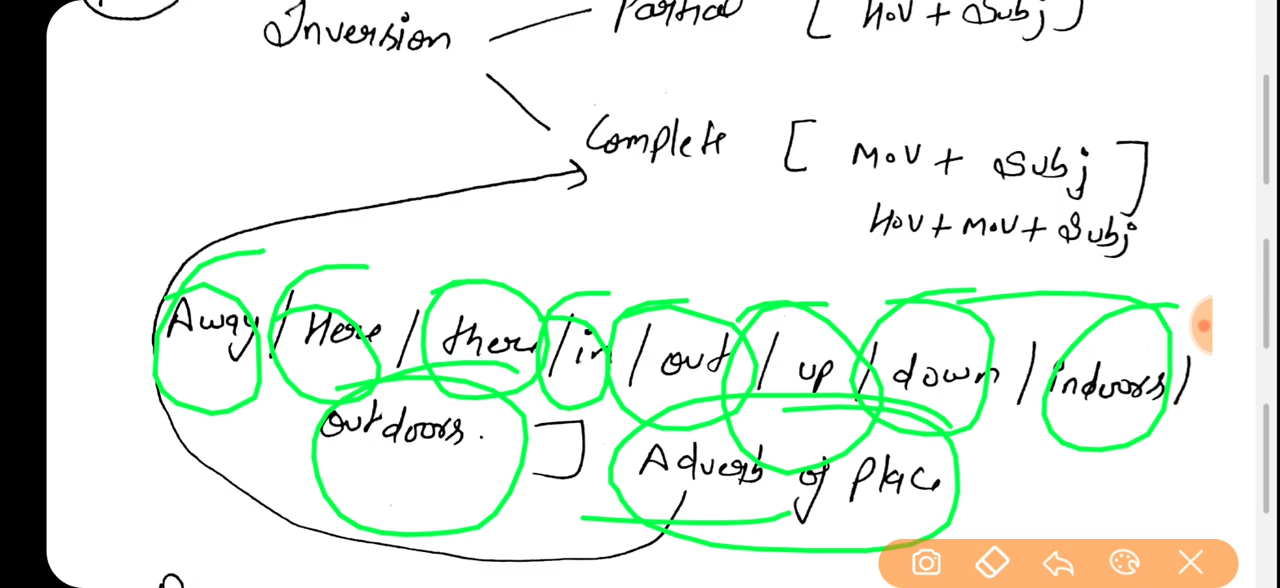 Inversion Partial [ HoV + Subj ]
Complete [ MoV + Subj ]
HoV + MoV + Subj
Away / Here / there / in / out / up / down / indoors /
outdoors. ] Adverb of Place